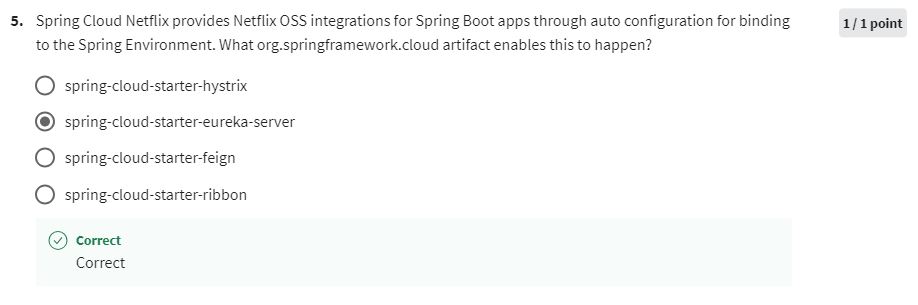 5. Spring Cloud Netflix provides Netflix OSS integrations for Spring Boot apps through auto configuration for binding
1 / 1 point
to the Spring Environment. What org.springframework.cloud artifact enables this to happen?
spring-cloud-starter-hystrix
spring-cloud-starter-eureka-server
spring-cloud-starter-feign
spring-cloud-starter-ribbon
Correct
Correct